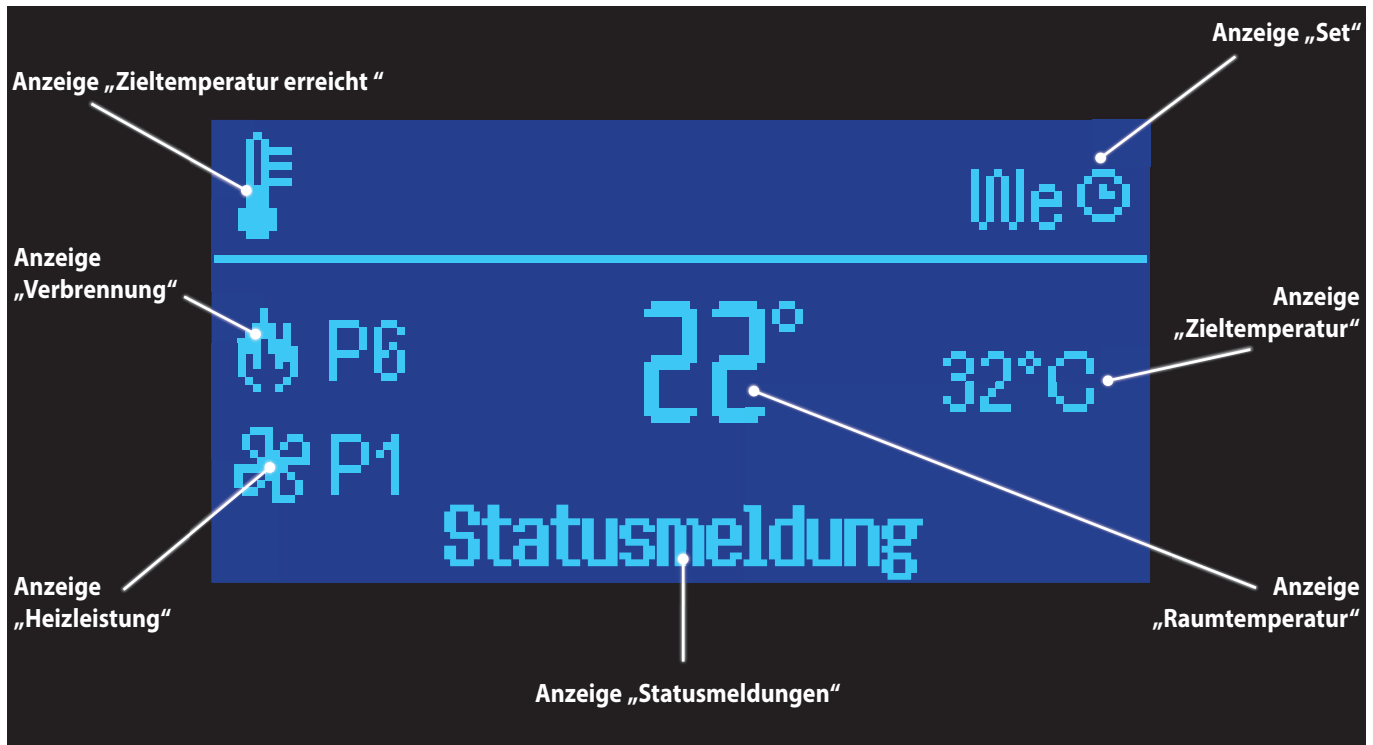 Anzeige „Set“
Anzeige „Zieltemperatur erreicht “
We
Anzeige
„Verbrennung“
P6
22°
Anzeige
„Zieltemperatur“
32°C
P1
Statusmeldung
Anzeige
„Heizleistung“
Anzeige
„Raumtemperatur“
Anzeige „Statusmeldungen“